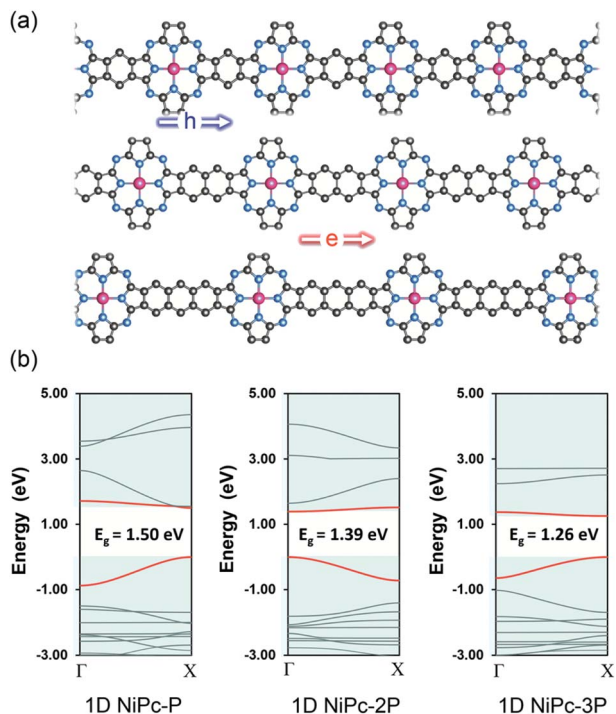 (a)
h
e
(b)
5.00
3.00
1.00
-1.00
-3.00
Energy (eV)
E_g = 1.50 eV
Γ
X
1D NiPc-P
5.00
3.00
1.00
-1.00
-3.00
Energy (eV)
E_g = 1.39 eV
Γ
X
1D NiPc-2P
5.00
3.00
1.00
-1.00
-3.00
Energy (eV)
E_g = 1.26 eV
Γ
X
1D NiPc-3P